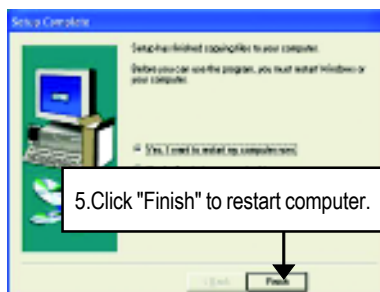 Setup Complete
Setup has finished copying files to your computer.
Before you can use the program, you must restart Windows or
your computer.
Yes, I want to restart my computer now.
5.Click "Finish" to restart computer.
< Back
Finish